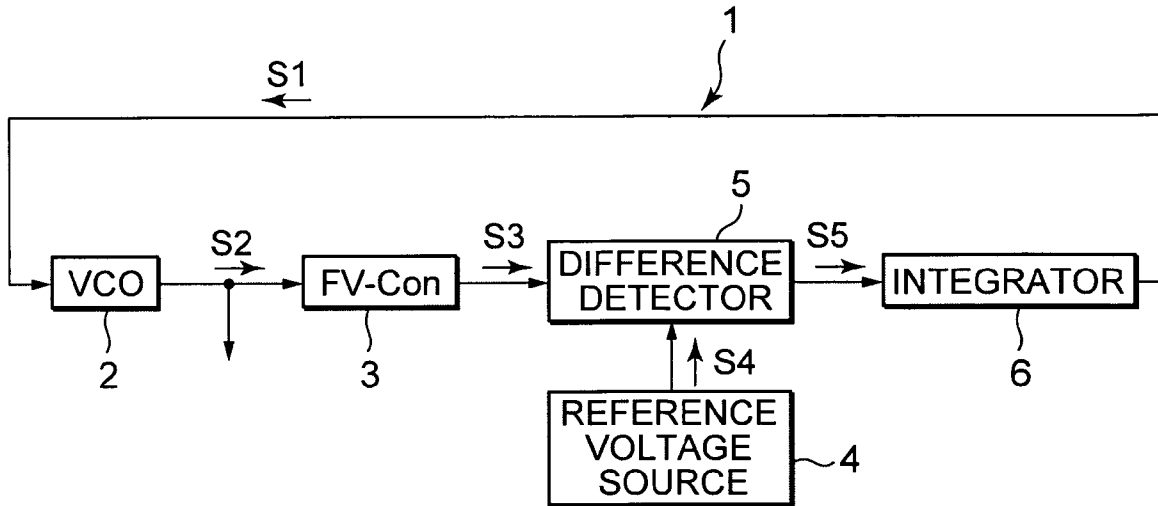 1
S1
5
S2
S3
S5
VCO
FV-Con
DIFFERENCE
DETECTOR
INTEGRATOR
2
3
S4
6
REFERENCE
VOLTAGE
SOURCE
4